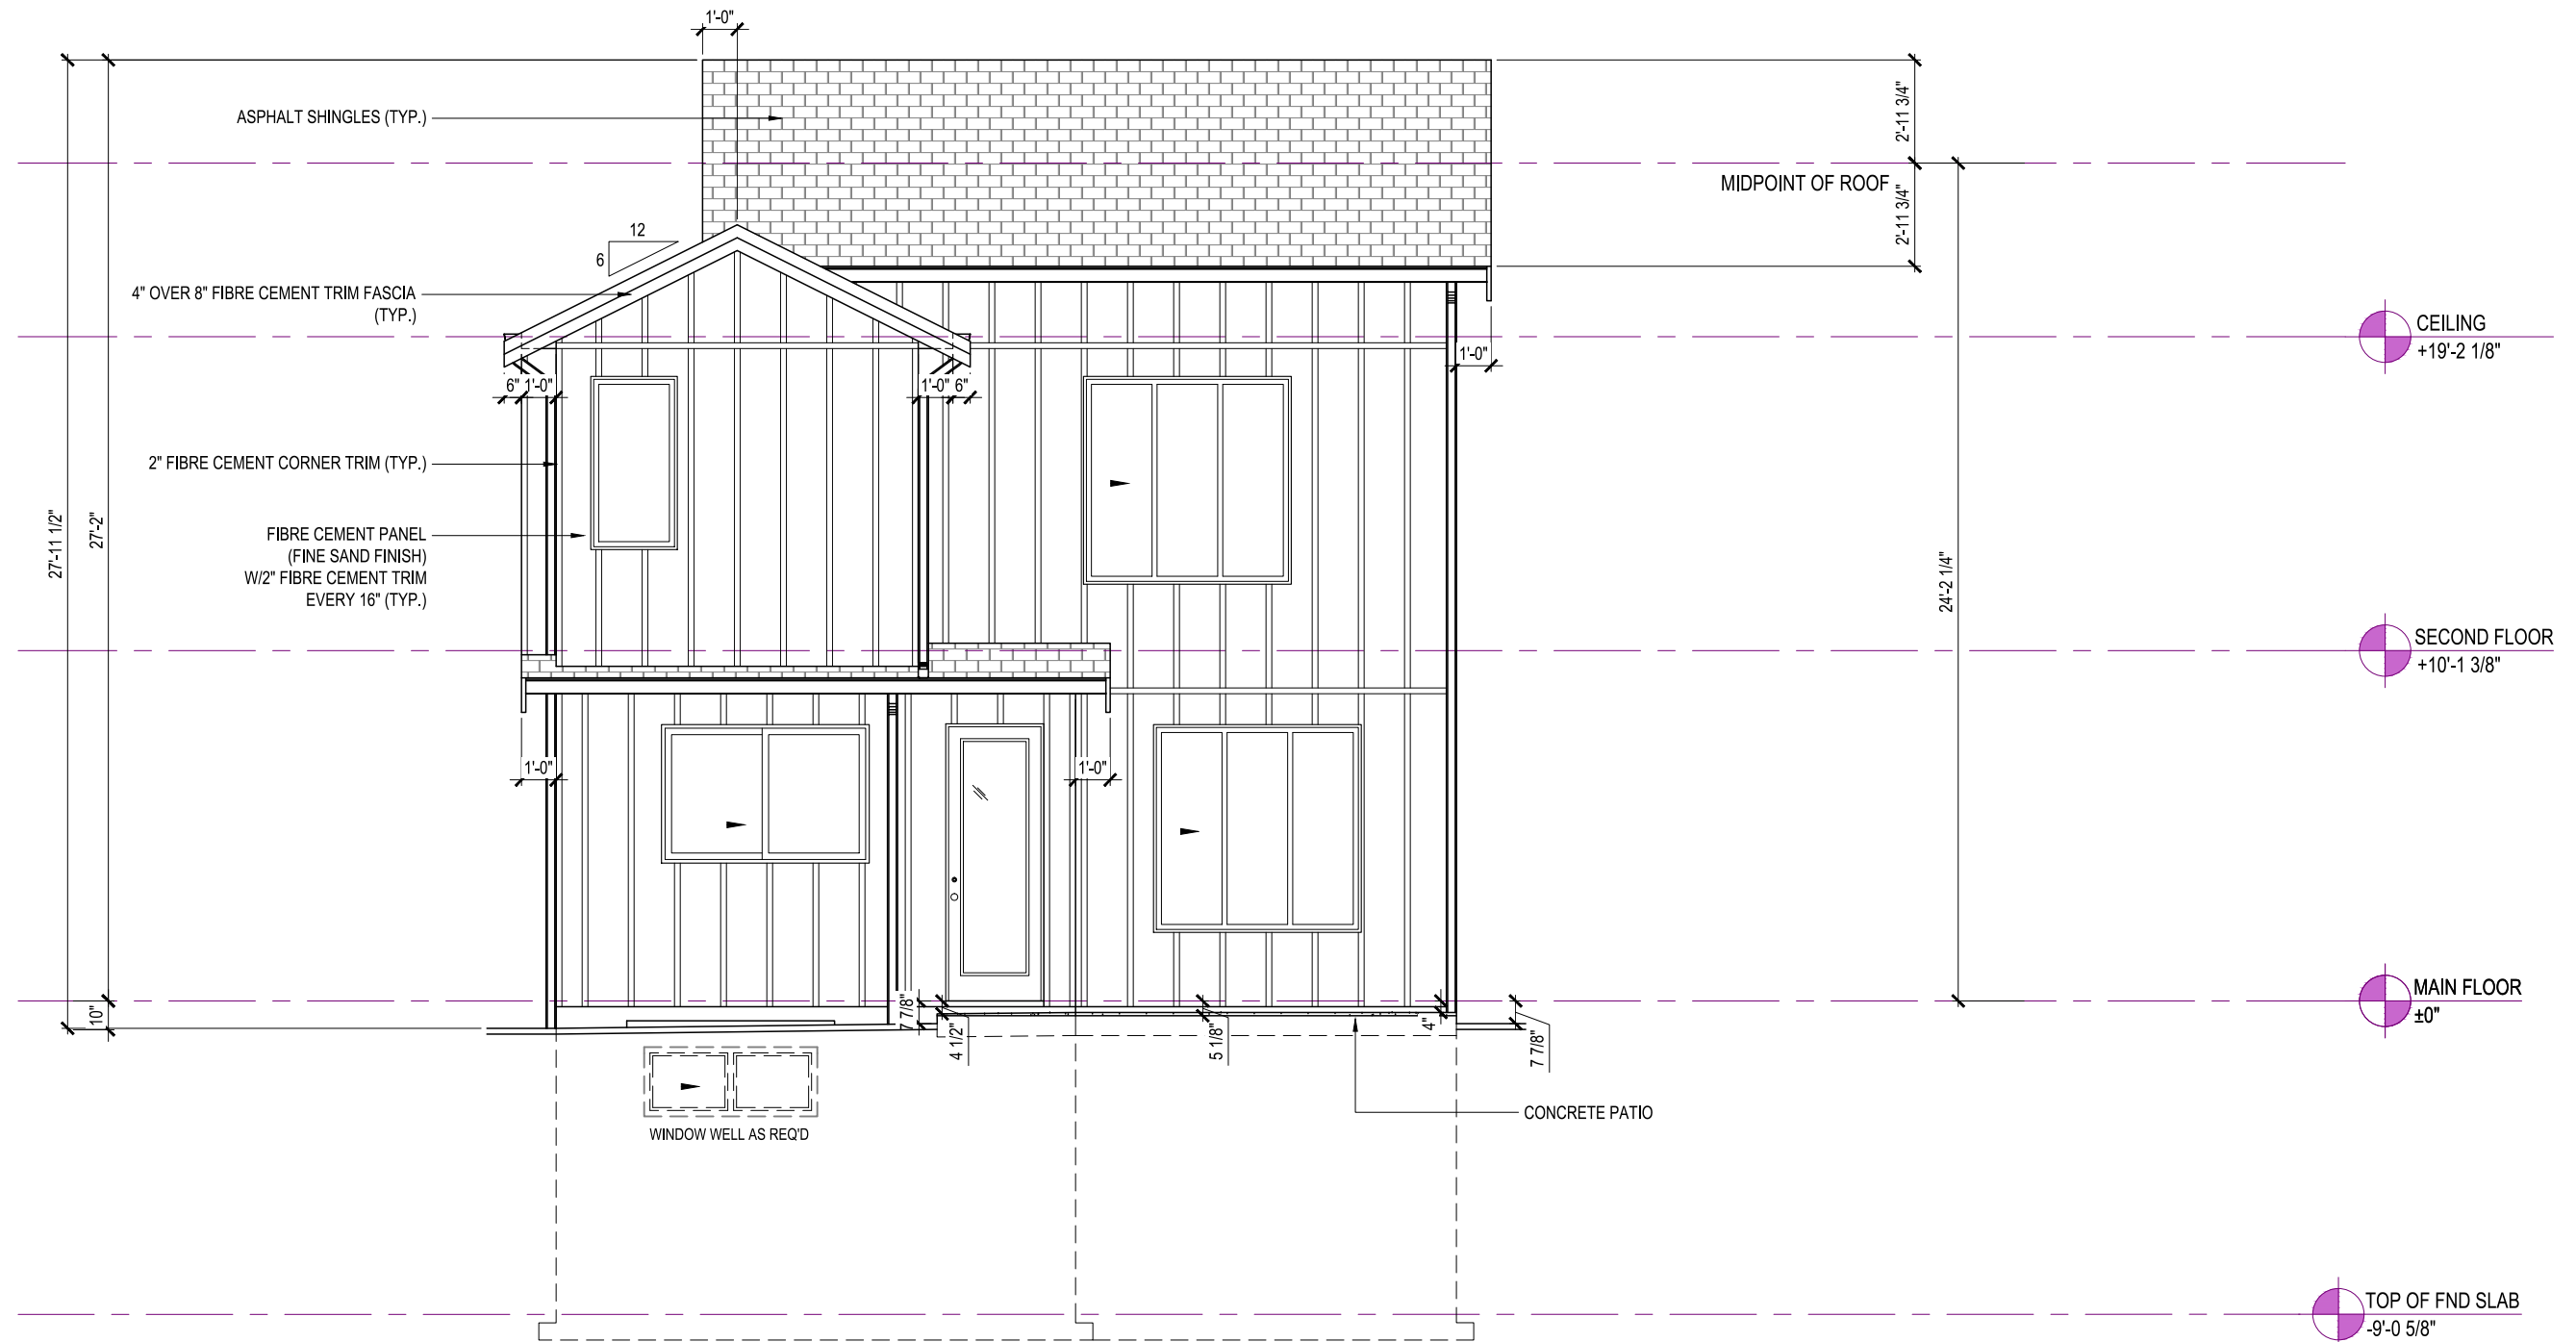 1'-0"
ASPHALT SHINGLES (TYP.)
2'-11 3/4"
MIDPOINT OF ROOF
2'-11 3/4"
12
6
4" OVER 8" FIBRE CEMENT TRIM FASCIA
(TYP.)
CEILING
+19'-2 1/8"
1'-0"
6" 1'-0"
1'-0" 6"
2" FIBRE CEMENT CORNER TRIM (TYP.)
27'-11 1/2"
27'-2"
FIBRE CEMENT PANEL
(FINE SAND FINISH)
W/2" FIBRE CEMENT TRIM
EVERY 16" (TYP.)
24'-2 1/4"
SECOND FLOOR
+10'-1 3/8"
1'-0"
1'-0"
MAIN FLOOR
±0"
10"
7 7/8"
4 1/2"
5 1/8"
4"
7 7/8"
CONCRETE PATIO
WINDOW WELL AS REQ'D
TOP OF FND SLAB
-9'-0 5/8"